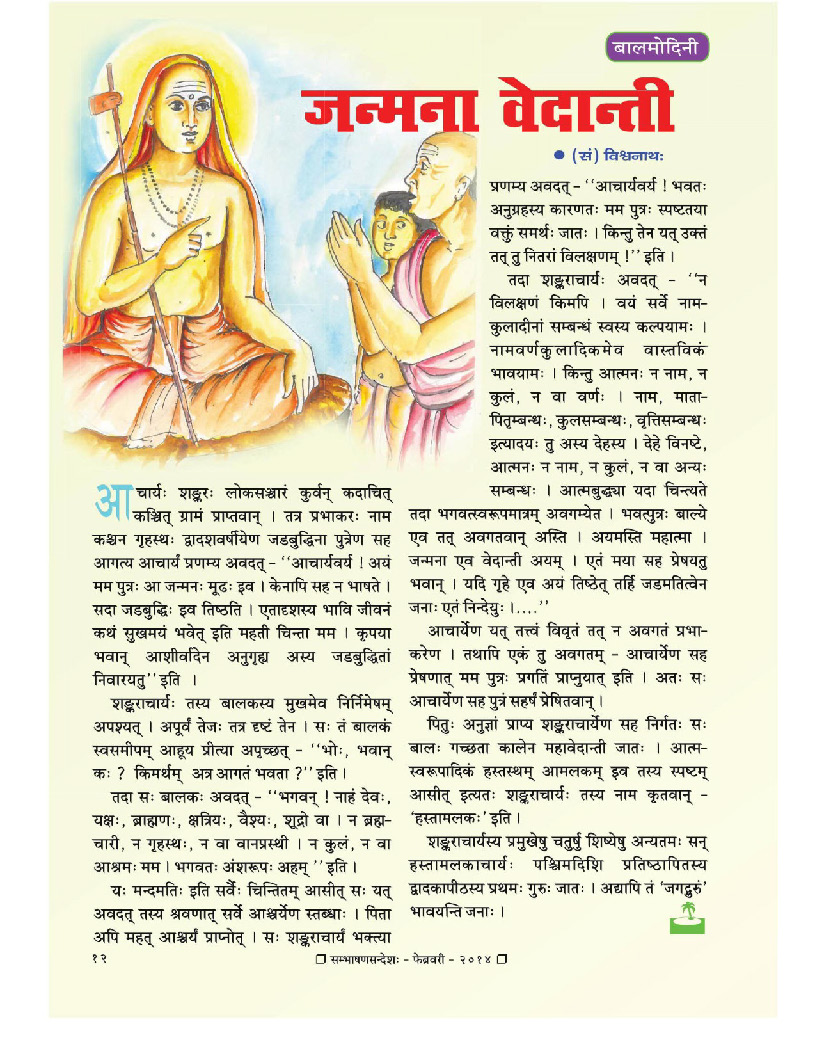 बालमोदिनी
जन्मना वेदान्ती
● (सं) विश्वनाथः
आचार्यः शङ्करः लोकसञ्चारं कुर्वन् कदाचित्
कञ्चित् ग्रामं प्राप्तवान् । तत्र प्रभाकरः नाम
कश्चन गृहस्थः द्वादशवर्षीयेण जडबुद्धिना पुत्रेण सह
आगत्य आचार्यं प्रणम्य अवदत् - ‘‘आचार्यवर्य ! अयं
मम पुत्रः आ जन्मनः मूढः इव । केनापि सह न भाषते ।
सदा जडबुद्धिः इव तिष्ठति । एतादृशस्य भावि जीवनं
कथं सुखमयं भवेत् इति महती चिन्ता मम । कृपया
भवान् आशीर्वादेन अनुगृह्य अस्य जडबुद्धितां
निवारयतु’’ इति ।
शङ्कराचार्यः तस्य बालकस्य मुखमेव निर्निमेषम्
अपश्यत् । अपूर्वं तेजः तत्र दृष्टं तेन । सः तं बालकं
स्वसमीपम् आहूय प्रीत्या अपृच्छत् - ‘‘भोः, भवान्
कः ? किमर्थम् अत्र आगतं भवता ?’’ इति ।
तदा सः बालकः अवदत् - ‘‘भगवन् ! नाहं देवः,
यक्षः, ब्राह्मणः, क्षत्रियः, वैश्यः, शूद्रो वा । न ब्रह्म-
चारी, न गृहस्थः, न वा वानप्रस्थी । न कुलं, न वा
आश्रमः मम । भगवतः अंशरूपः अहम् ’’ इति ।
यः मन्दमतिः इति सर्वैः चिन्तितम् आसीत् सः यत्
अवदत् तस्य श्रवणात् सर्वे आश्चर्येण स्तब्धाः । पिता
अपि महत् आश्चर्यं प्राप्नोत् । सः शङ्कराचार्यं भक्त्या
प्रणम्य अवदत् - ‘‘आचार्यवर्य ! भवतः
अनुग्रहस्य कारणतः मम पुत्रः स्पष्टतया
वक्तुं समर्थः जातः । किन्तु तेन यत् उक्तं
तत् तु नितरां विलक्षणम् !’’ इति ।
तदा शङ्कराचार्यः अवदत् - ‘‘न
विलक्षणं किमपि । वयं सर्वे नाम-
कुलादीनां सम्बन्धं स्वस्य कल्पयामः ।
नामवर्णकुलादिकमेव वास्तविकं
भावयामः । किन्तु आत्मनः न नाम, न
कुलं, न वा वर्णः । नाम, माता-
पितृम्बन्धः, कुलसम्बन्धः, वृत्तिसम्बन्धः
इत्यादयः तु अस्य देहस्य । देहे विनष्टे,
आत्मनः न नाम, न कुलं, न वा अन्यः
सम्बन्धः । आत्मबुद्ध्या यदा चिन्त्यते
तदा भगवत्स्वरूपमात्रम् अवगम्येत । भवत्पुत्रः बाल्ये
एव तत् अवगतवान् अस्ति । अयमस्ति महात्मा ।
जन्मना एव वेदान्ती अयम् । एतं मया सह प्रेषयतु
भवान् । यदि गृहे एव अयं तिष्ठेत् तर्हि जडमतित्वेन
जनाः एतं निन्देयुः ।....’’
आचार्येण यत् तत्त्वं विवृतं तत् न अवगतं प्रभा-
करेण । तथापि एकं तु अवगतम् - आचार्येण सह
प्रेषणात् मम पुत्रः प्रगतिं प्राप्नुयात् इति । अतः सः
आचार्येण सह पुत्रं सहर्षं प्रेषितवान् ।
पितुः अनुज्ञां प्राप्य शङ्कराचार्येण सह निर्गतः सः
बालः गच्छता कालेन महावेदान्ती जातः । आत्म-
स्वरूपादिकं हस्तस्थम् आमलकम् इव तस्य स्पष्टम्
आसीत् इत्यतः शङ्कराचार्यः तस्य नाम कृतवान् -
‘हस्तामलकः’ इति ।
शङ्कराचार्यस्य प्रमुखेषु चतुर्षु शिष्येषु अन्यतमः सन्
हस्तामलकाचार्यः पश्चिमदिशि प्रतिष्ठापितस्य
द्वादकापीठस्य प्रथमः गुरुः जातः । अद्यापि तं ‘जगद्गुरुं’
भावयन्ति जनाः ।
१२
❐ सम्भाषणसन्देशः - फेब्रवरी - २०१४ ❐